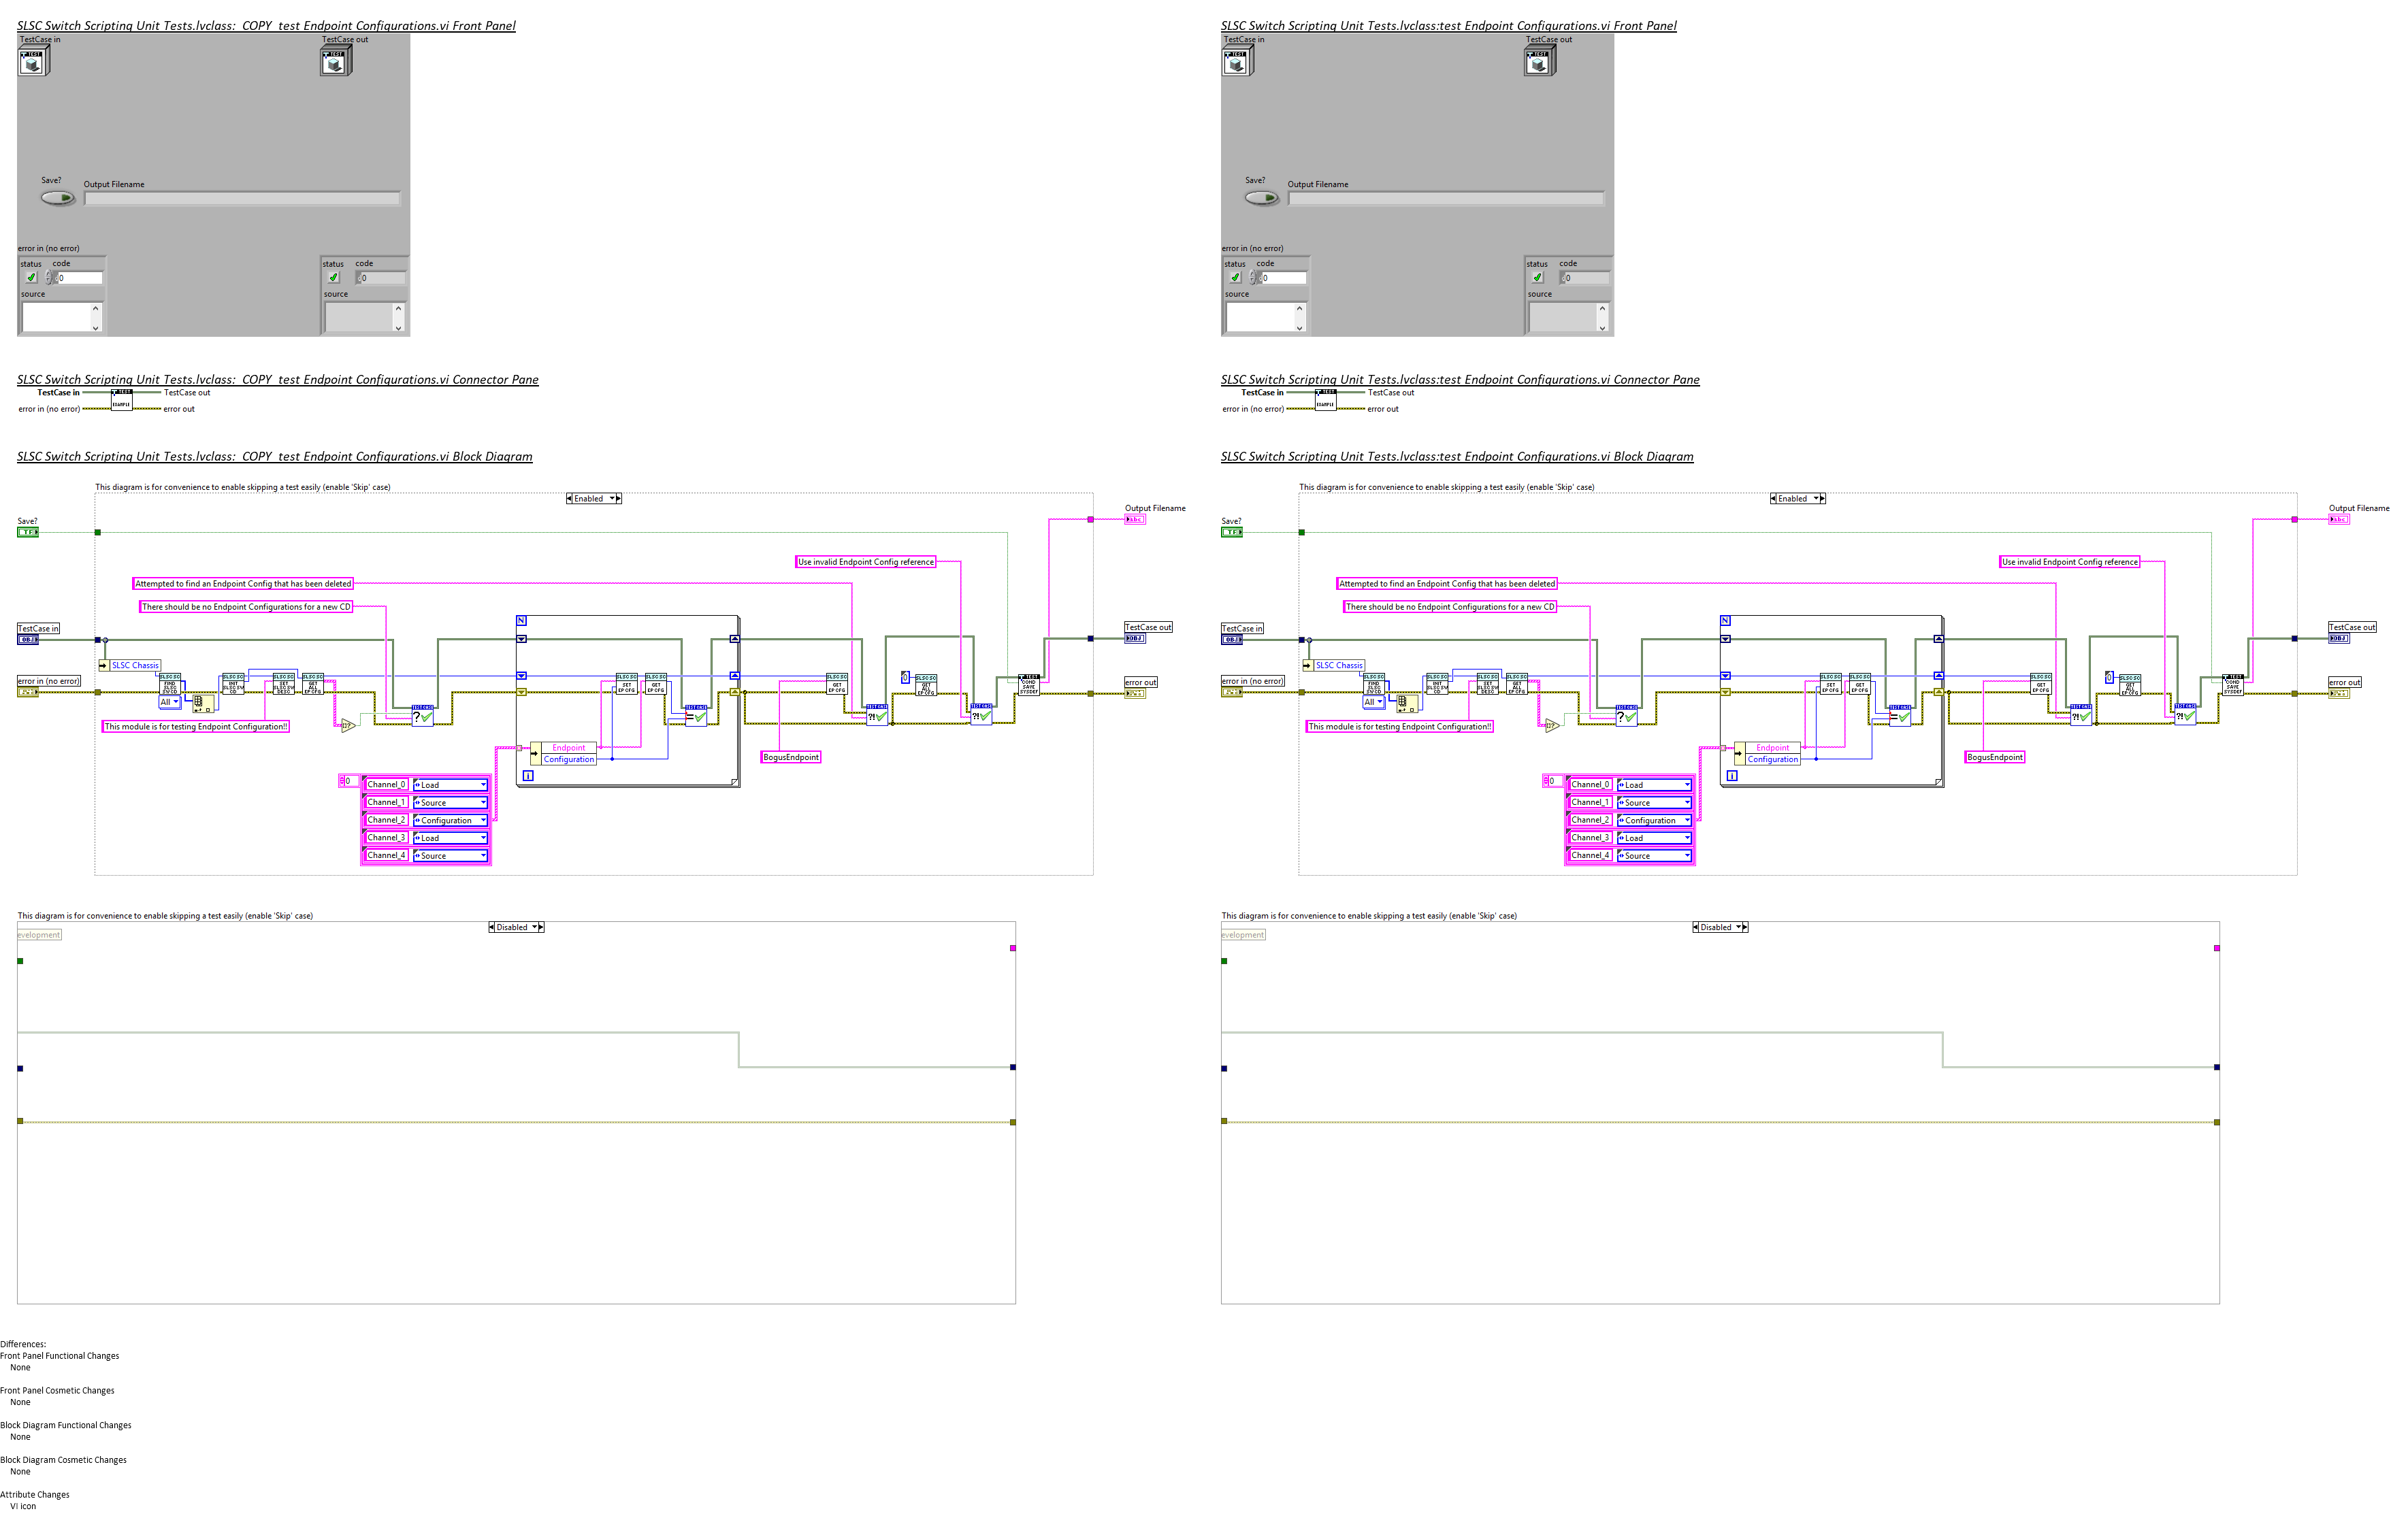 SLSC Switch Scripting Unit Tests.lvclass:_COPY_test Endpoint Configurations.vi Front Panel
TestCase in
TestCase out
TEST
TEST
Save?
Output Filename
error in (no error)
status code
0
source
status code
0
source
SLSC Switch Scripting Unit Tests.lvclass:_COPY_test Endpoint Configurations.vi Connector Pane
TestCase in
TEST
EXAMPLE
TestCase out
error in (no error)
error out
SLSC Switch Scripting Unit Tests.lvclass:_COPY_test Endpoint Configurations.vi Block Diagram
This diagram is for convenience to enable skipping a test easily (enable 'Skip' case)
Enabled
Output Filename
abc
Save?
TF
Use invalid Endpoint Config reference
Attempted to find an Endpoint Config that has been deleted
There should be no Endpoint Configurations for a new CD
N
TestCase in
OBJ
TestCase out
OBJ
SLSC Chassis
error in (no error)
error out
All
This module is for testing Endpoint Configuration!!
Endpoint
Configuration
i
BogusEndpoint
0
Channel_0 Load
Channel_1 Source
Channel_2 Configuration
Channel_3 Load
Channel_4 Source
This diagram is for convenience to enable skipping a test easily (enable 'Skip' case)
Disabled
evelopment
SLSC Switch Scripting Unit Tests.lvclass:test Endpoint Configurations.vi Front Panel
TestCase in
TestCase out
TEST
TEST
Save?
Output Filename
error in (no error)
status code
0
source
status code
0
source
SLSC Switch Scripting Unit Tests.lvclass:test Endpoint Configurations.vi Connector Pane
TestCase in
TEST
EXAMPLE
TestCase out
error in (no error)
error out
SLSC Switch Scripting Unit Tests.lvclass:test Endpoint Configurations.vi Block Diagram
This diagram is for convenience to enable skipping a test easily (enable 'Skip' case)
Enabled
Output Filename
abc
Save?
TF
Use invalid Endpoint Config reference
Attempted to find an Endpoint Config that has been deleted
There should be no Endpoint Configurations for a new CD
N
TestCase in
OBJ
TestCase out
OBJ
SLSC Chassis
error in (no error)
error out
All
This module is for testing Endpoint Configuration!!
Endpoint
Configuration
i
BogusEndpoint
0
Channel_0 Load
Channel_1 Source
Channel_2 Configuration
Channel_3 Load
Channel_4 Source
This diagram is for convenience to enable skipping a test easily (enable 'Skip' case)
Disabled
evelopment
Differences:
Front Panel Functional Changes
None
Front Panel Cosmetic Changes
None
Block Diagram Functional Changes
None
Block Diagram Cosmetic Changes
None
Attribute Changes
VI icon